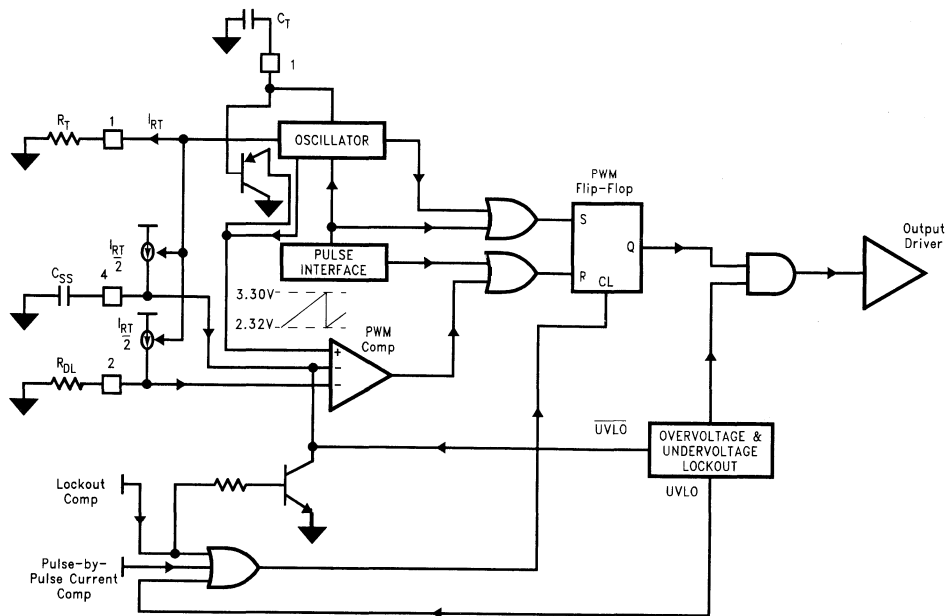 C_T
1
R_T
1
I_RT
OSCILLATOR
PWM
Flip-Flop
S
Q
R
CL
Output
Driver
I_RT
2
C_SS
4
PULSE
INTERFACE
3.30V
2.32V
I_RT
2
PWM
Comp
+
−
−
R_DL
2
UVLO
OVERVOLTAGE &
UNDERVOLTAGE
LOCKOUT
UVLO
Lockout
Comp
Pulse-by-
Pulse Current
Comp